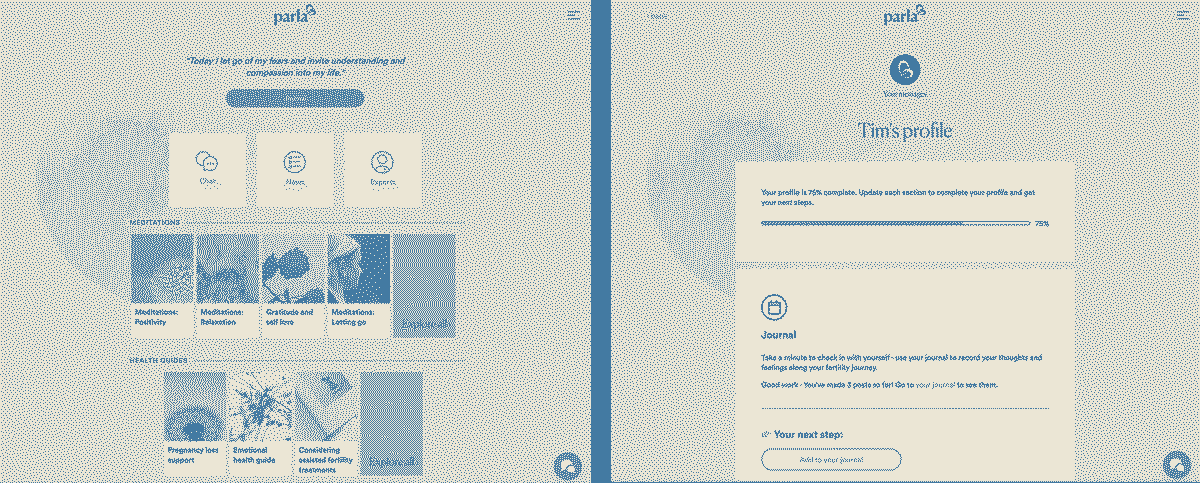 parla
"Today I let go of my fears and invite understanding and
compassion into my life."
Chat
News
Experts
MEDITATIONS
Meditations:
Positivity
Meditations:
Relaxation
Gratitude and
self love
Meditations:
Letting go
Explore all
HEALTH GUIDES
Pregnancy loss
support
Emotional
health guide
Considering
assisted fertility
treatments
Explore all
parla
Your messages
Tim's profile
Your profile is 75% complete. Update each section to complete your profile and get
your next steps.
75%
Journal
Take a minute to check in with yourself - use your journal to record your thoughts and
feelings along your fertility journey.
Good work - You've made 3 posts so far! Go to your journal to see them.
Your next step:
Add to your journal